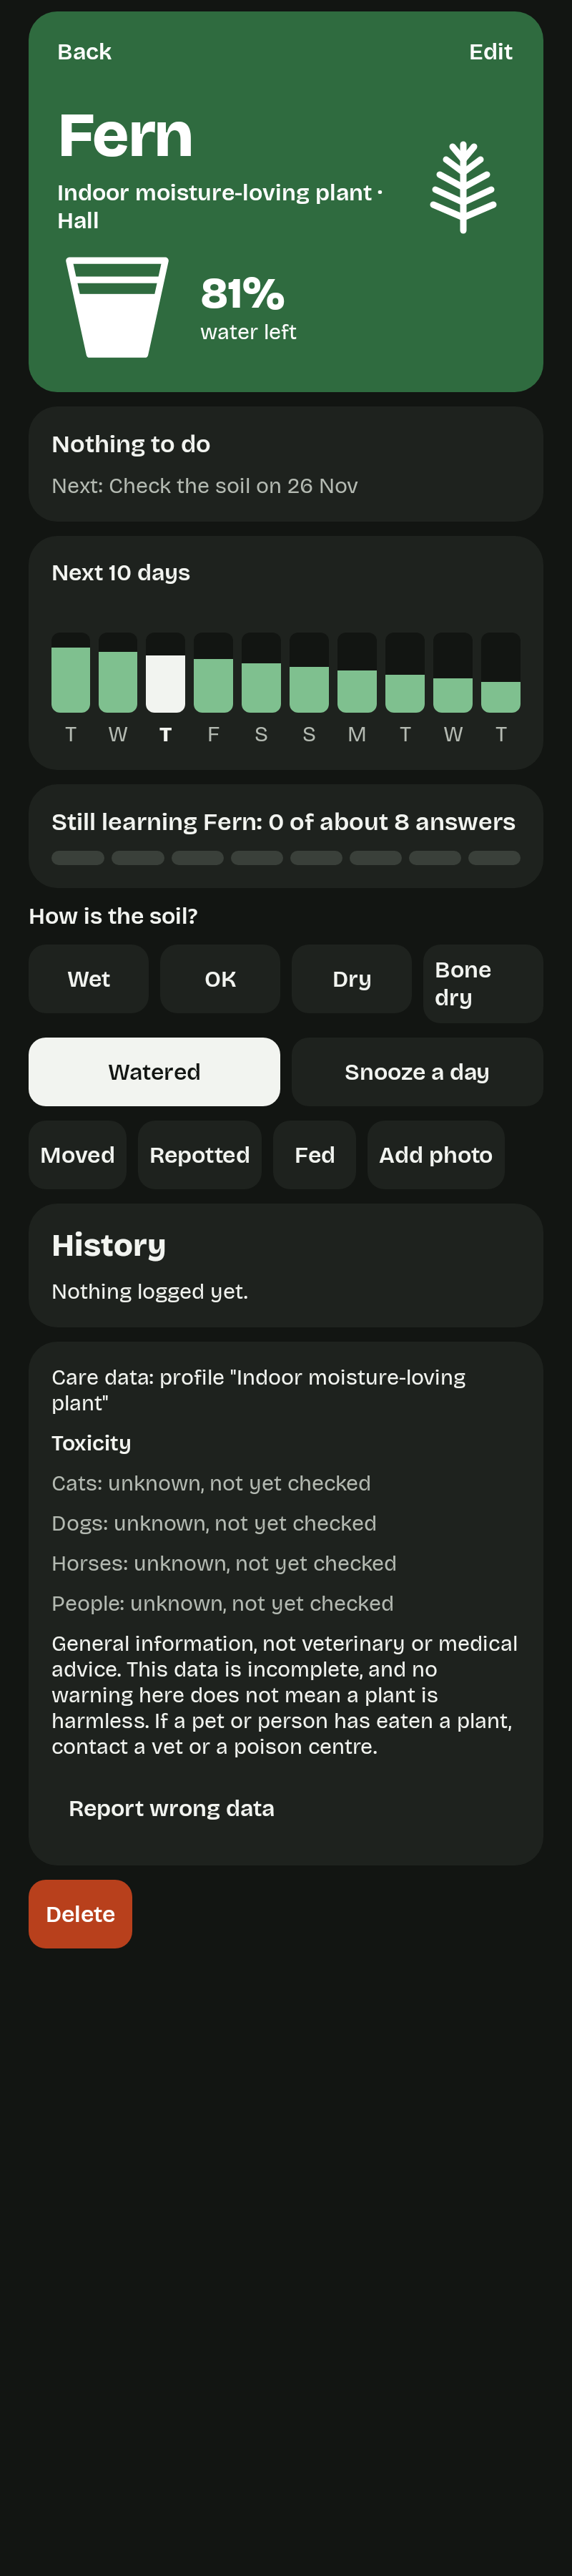 Back
Edit
Fern
Indoor moisture-loving plant ·
Hall
81%
water left
Nothing to do
Next: Check the soil on 26 Nov
Next 10 days
T W T F S S M T W T
Still learning Fern: 0 of about 8 answers
How is the soil?
Wet
OK
Dry
Bone
dry
Watered
Snooze a day
Moved
Repotted
Fed
Add photo
History
Nothing logged yet.
Care data: profile "Indoor moisture-loving
plant"
Toxicity
Cats: unknown, not yet checked
Dogs: unknown, not yet checked
Horses: unknown, not yet checked
People: unknown, not yet checked
General information, not veterinary or medical
advice. This data is incomplete, and no
warning here does not mean a plant is
harmless. If a pet or person has eaten a plant,
contact a vet or a poison centre.
Report wrong data
Delete